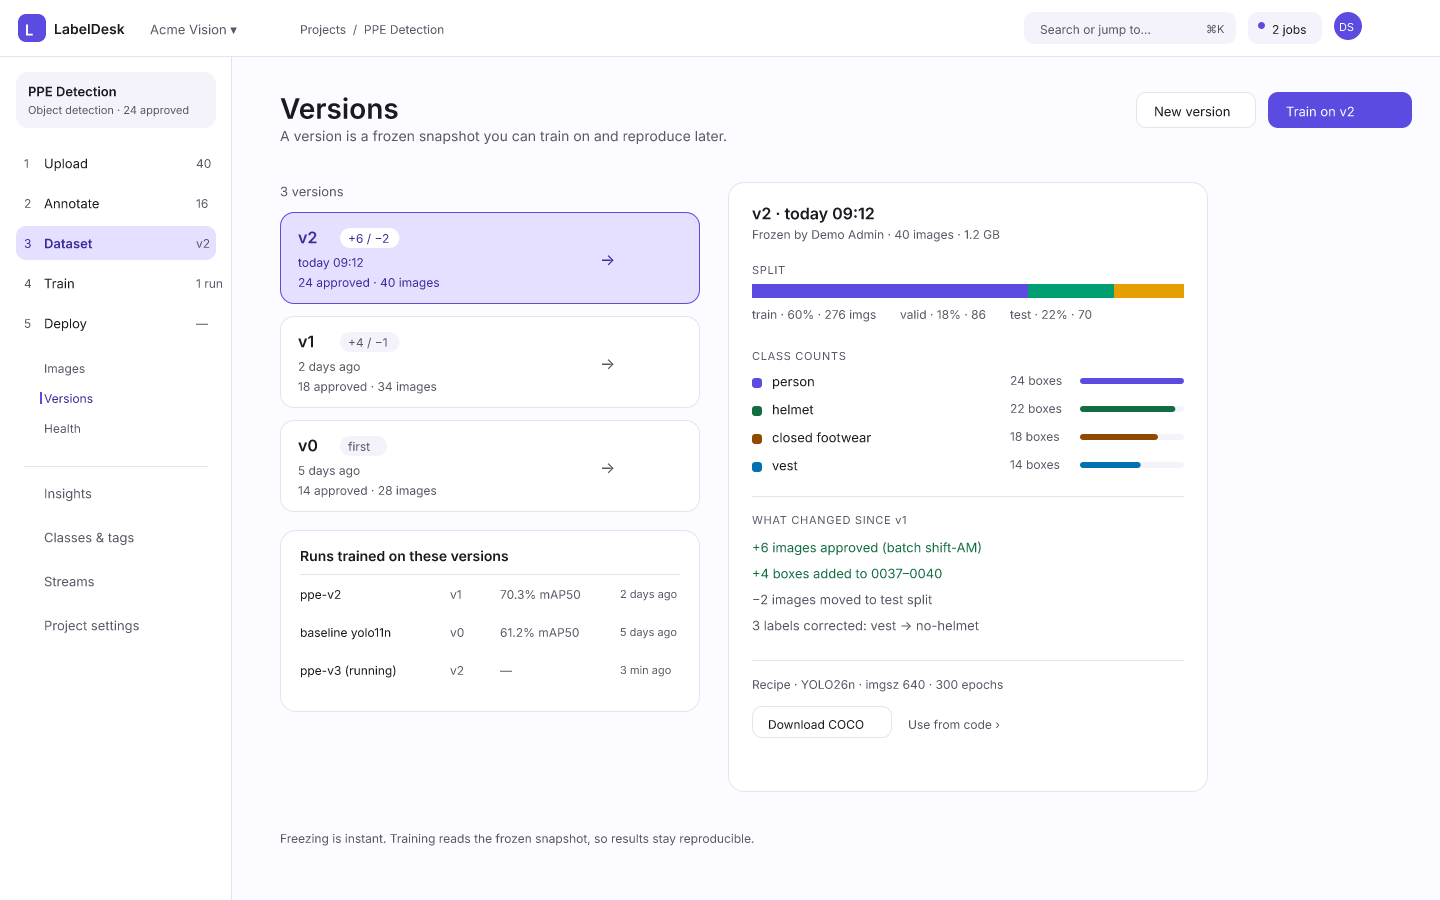 L LabelDesk Acme Vision ▾ Projects / PPE Detection Search or jump to... ⌘K 2 jobs DS
PPE Detection
Object detection · 24 approved
1 Upload 40
2 Annotate 16
3 Dataset v2
4 Train 1 run
5 Deploy —
Images
Versions
Health
Insights
Classes & tags
Streams
Project settings
Versions
A version is a frozen snapshot you can train on and reproduce later.
New version
Train on v2
3 versions
v2 +6 / −2
today 09:12
→
24 approved · 40 images
v1 +4 / −1
2 days ago
→
18 approved · 34 images
v0 first
5 days ago
→
14 approved · 28 images
Runs trained on these versions
ppe-v2 v1 70.3% mAP50 2 days ago
baseline yolo11n v0 61.2% mAP50 5 days ago
ppe-v3 (running) v2 — 3 min ago
v2 · today 09:12
Frozen by Demo Admin · 40 images · 1.2 GB
SPLIT
train · 60% · 276 imgs valid · 18% · 86 test · 22% · 70
CLASS COUNTS
person 24 boxes
helmet 22 boxes
closed footwear 18 boxes
vest 14 boxes
WHAT CHANGED SINCE v1
+6 images approved (batch shift-AM)
+4 boxes added to 0037–0040
−2 images moved to test split
3 labels corrected: vest → no-helmet
Recipe · YOLO26n · imgsz 640 · 300 epochs
Download COCO Use from code ›
Freezing is instant. Training reads the frozen snapshot, so results stay reproducible.